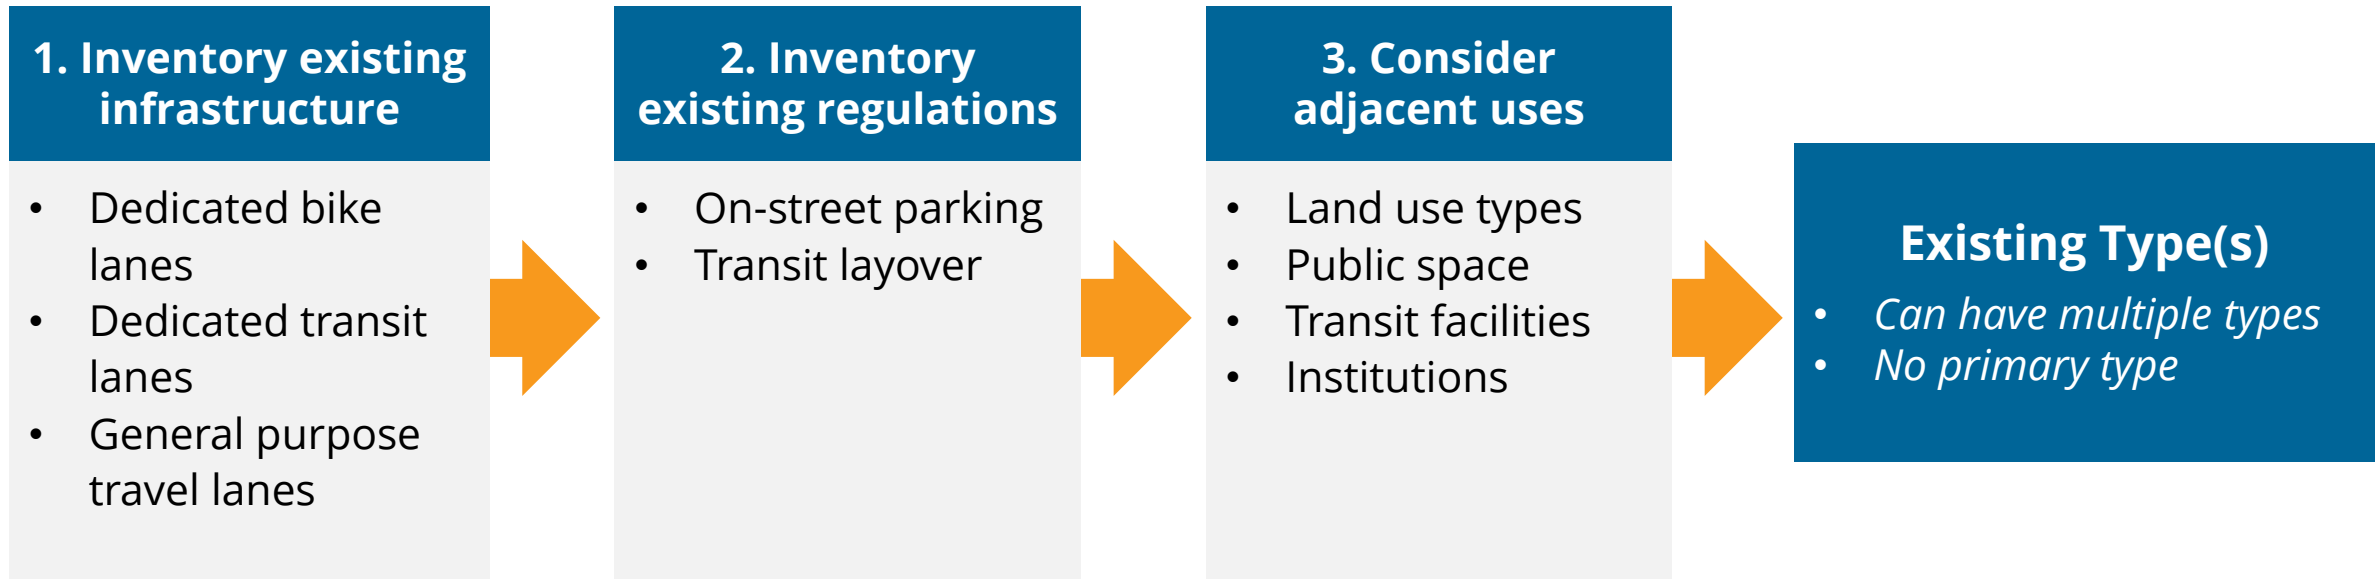 1. Inventory existing
infrastructure
• Dedicated bike
lanes
• Dedicated transit
lanes
• General purpose
travel lanes
2. Inventory
existing regulations
• On-street parking
• Transit layover
3. Consider
adjacent uses
• Land use types
• Public space
• Transit facilities
• Institutions
Existing Type(s)
• Can have multiple types
• No primary type